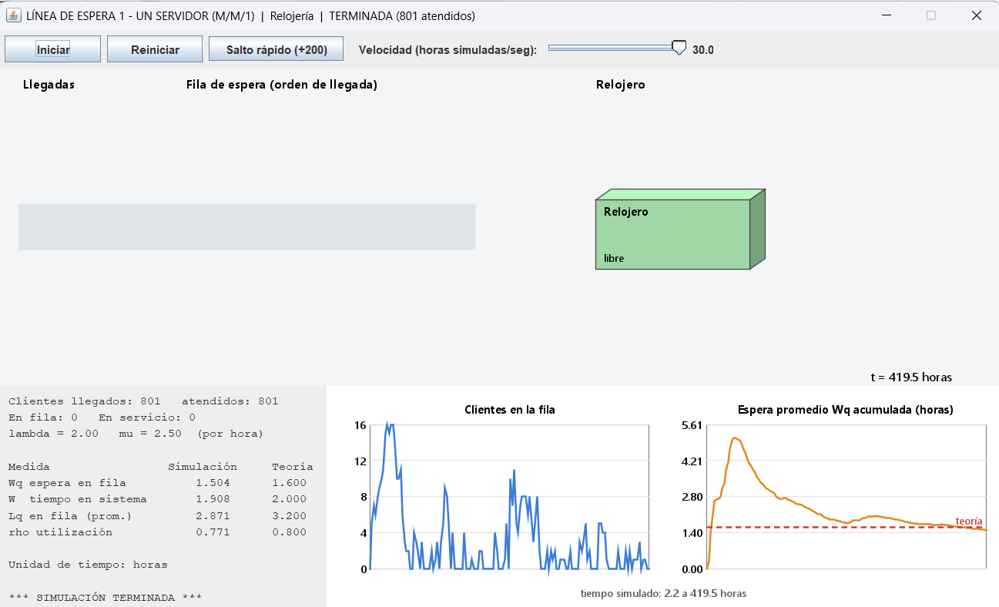 LÍNEA DE ESPERA 1 - UN SERVIDOR (M/M/1) | Relojería | TERMINADA (801 atendidos)
Iniciar Reiniciar Salto rápido (+200) Velocidad (horas simuladas/seg): 30.0
Llegadas Fila de espera (orden de llegada) Relojero
Relojero
libre
t = 419.5 horas
Clientes llegados: 801 atendidos: 801
En fila: 0 En servicio: 0
lambda = 2.00 mu = 2.50 (por hora)
Medida Simulación Teoría
Wq espera en fila 1.504 1.600
W tiempo en sistema 1.908 2.000
Lq en fila (prom.) 2.871 3.200
rho utilización 0.771 0.800
Unidad de tiempo: horas
*** SIMULACIÓN TERMINADA ***
Clientes en la fila
16
12
8
4
0
Espera promedio Wq acumulada (horas)
5.61
4.21
2.80
1.40
0.00
teoría
tiempo simulado: 2.2 a 419.5 horas